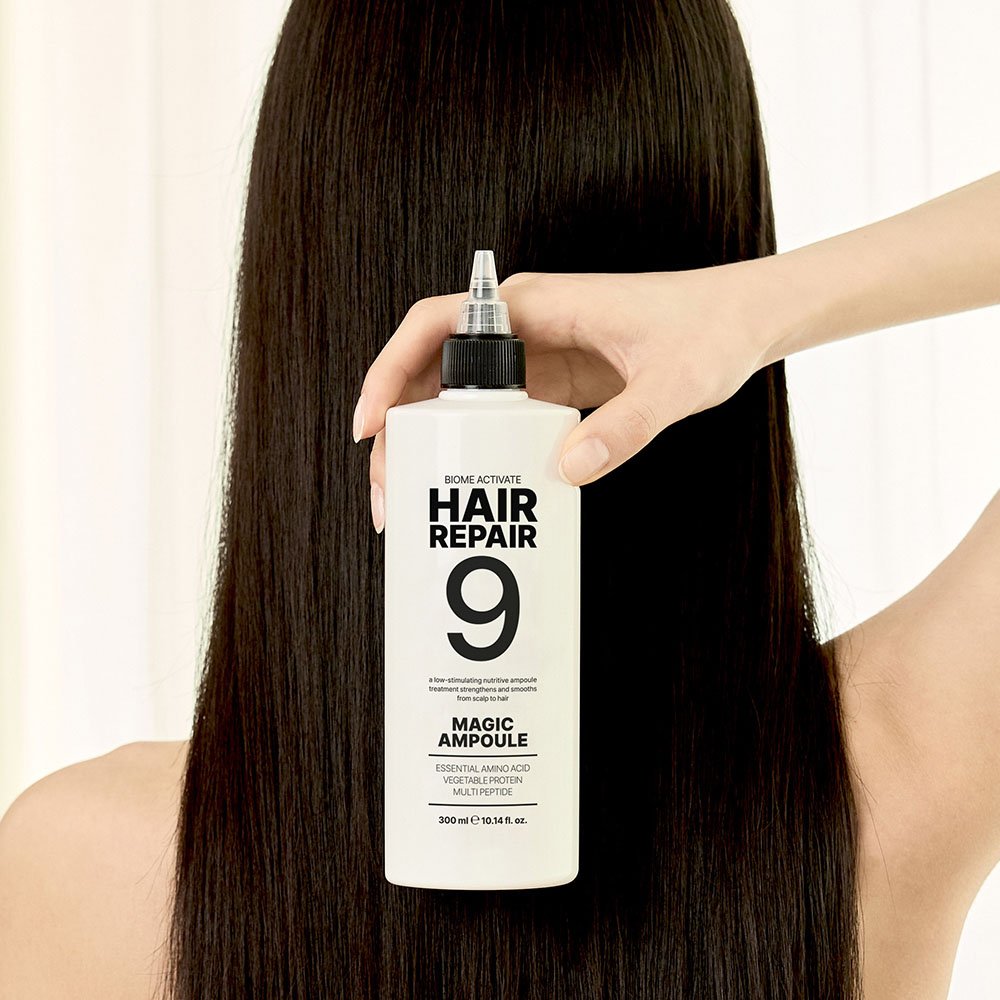 BIOME ACTIVATE
HAIR
REPAIR
9
a low-stimulating nutritive ampoule
treatment strengthens and smooths
from scalp to hair
MAGIC
AMPOULE
ESSENTIAL AMINO ACID
VEGETABLE PROTEIN
MULTI PEPTIDE
300 ml ℮ 10.14 fl. oz.